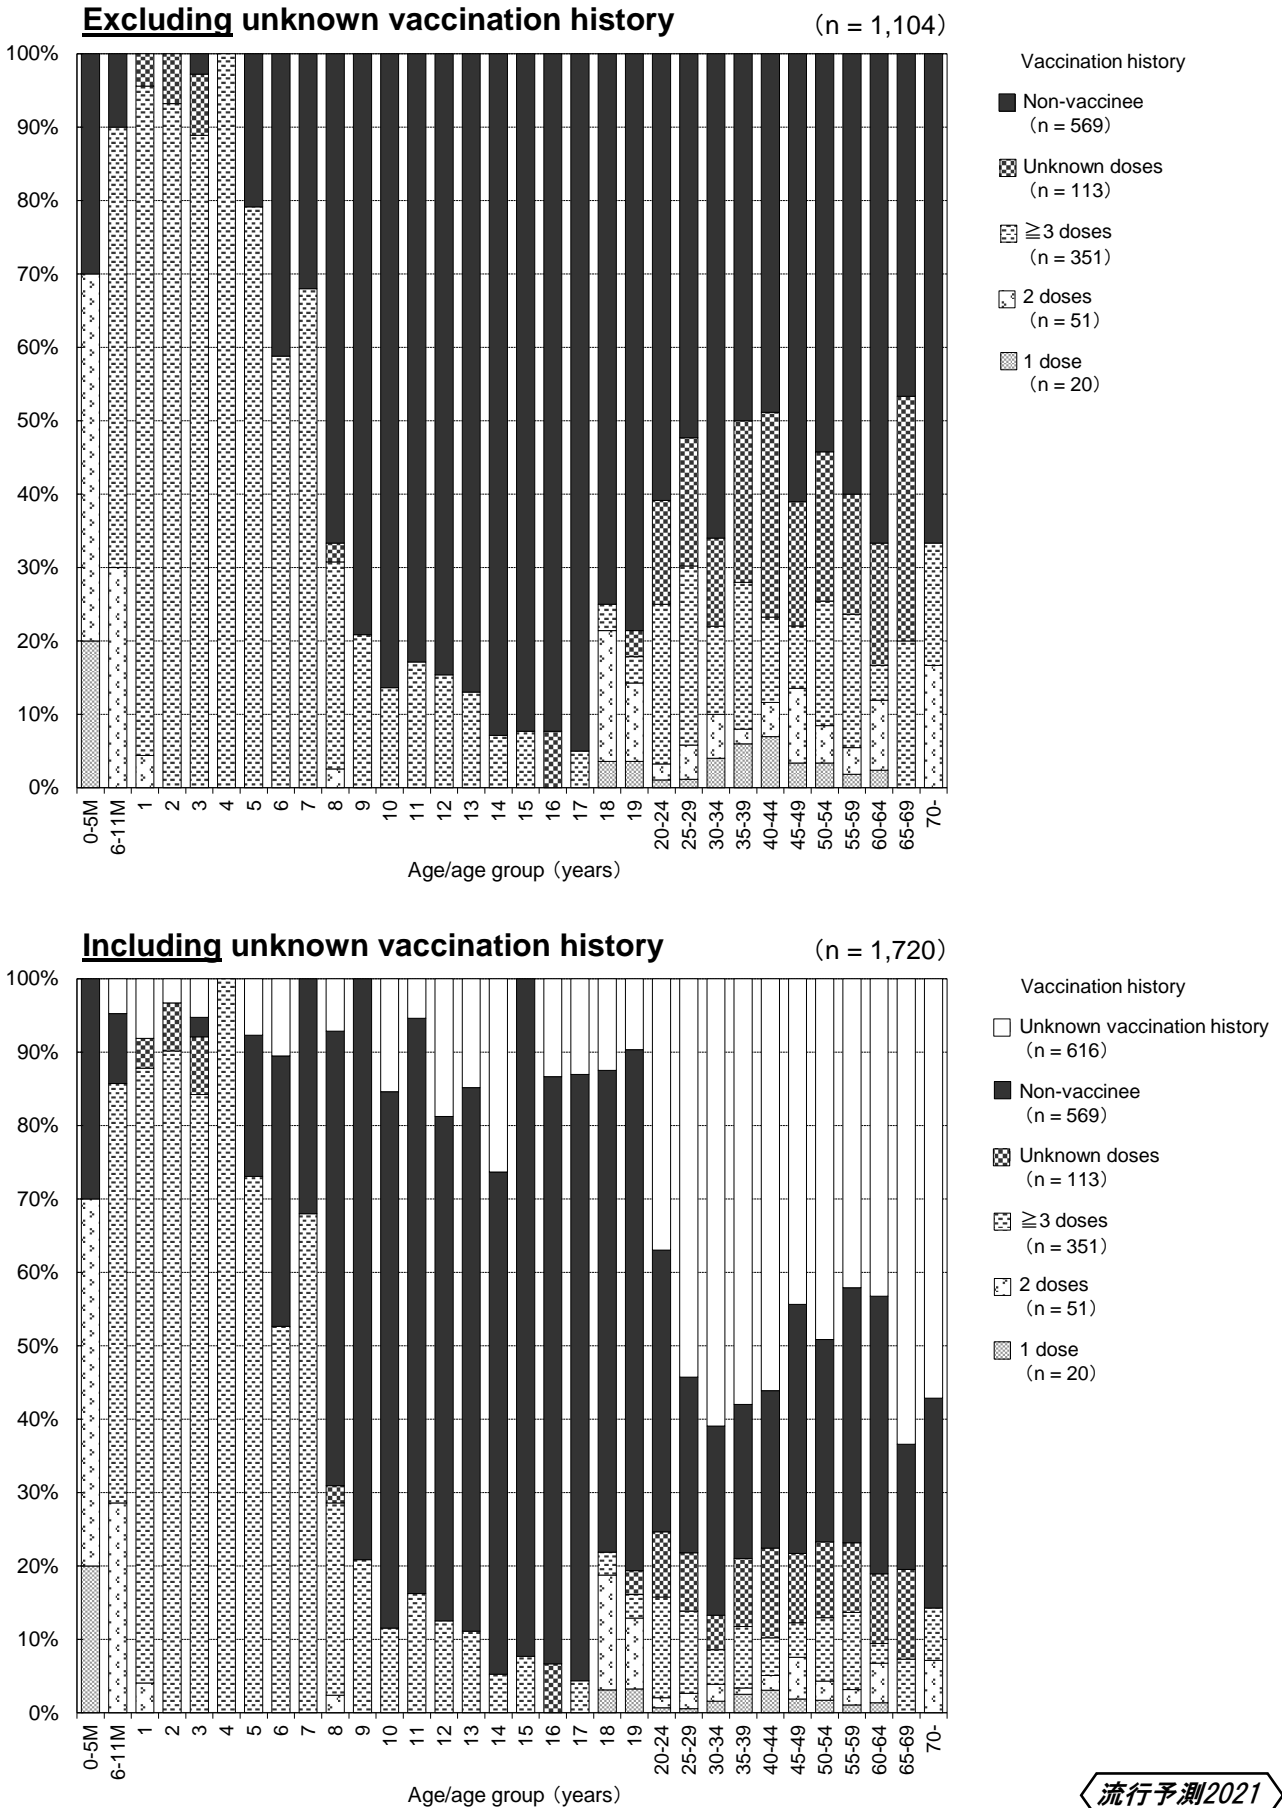 Excluding unknown vaccination history (n = 1,104)
Vaccination history
Non-vaccinee
(n = 569)
Unknown doses
(n = 113)
≧3 doses
(n = 351)
2 doses
(n = 51)
1 dose
(n = 20)
100%
90%
80%
70%
60%
50%
40%
30%
20%
10%
0%
0-5M 6-11M 1 2 3 4 5 6 7 8 9 10 11 12 13 14 15 16 17 18 19 20-24 25-29 30-34 35-39 40-44 45-49 50-54 55-59 60-64 65-69 70-
Age/age group (years)
Including unknown vaccination history (n = 1,720)
Vaccination history
Unknown vaccination history
(n = 616)
Non-vaccinee
(n = 569)
Unknown doses
(n = 113)
≧3 doses
(n = 351)
2 doses
(n = 51)
1 dose
(n = 20)
100%
90%
80%
70%
60%
50%
40%
30%
20%
10%
0%
0-5M 6-11M 1 2 3 4 5 6 7 8 9 10 11 12 13 14 15 16 17 18 19 20-24 25-29 30-34 35-39 40-44 45-49 50-54 55-59 60-64 65-69 70-
Age/age group (years)
流行予測2021